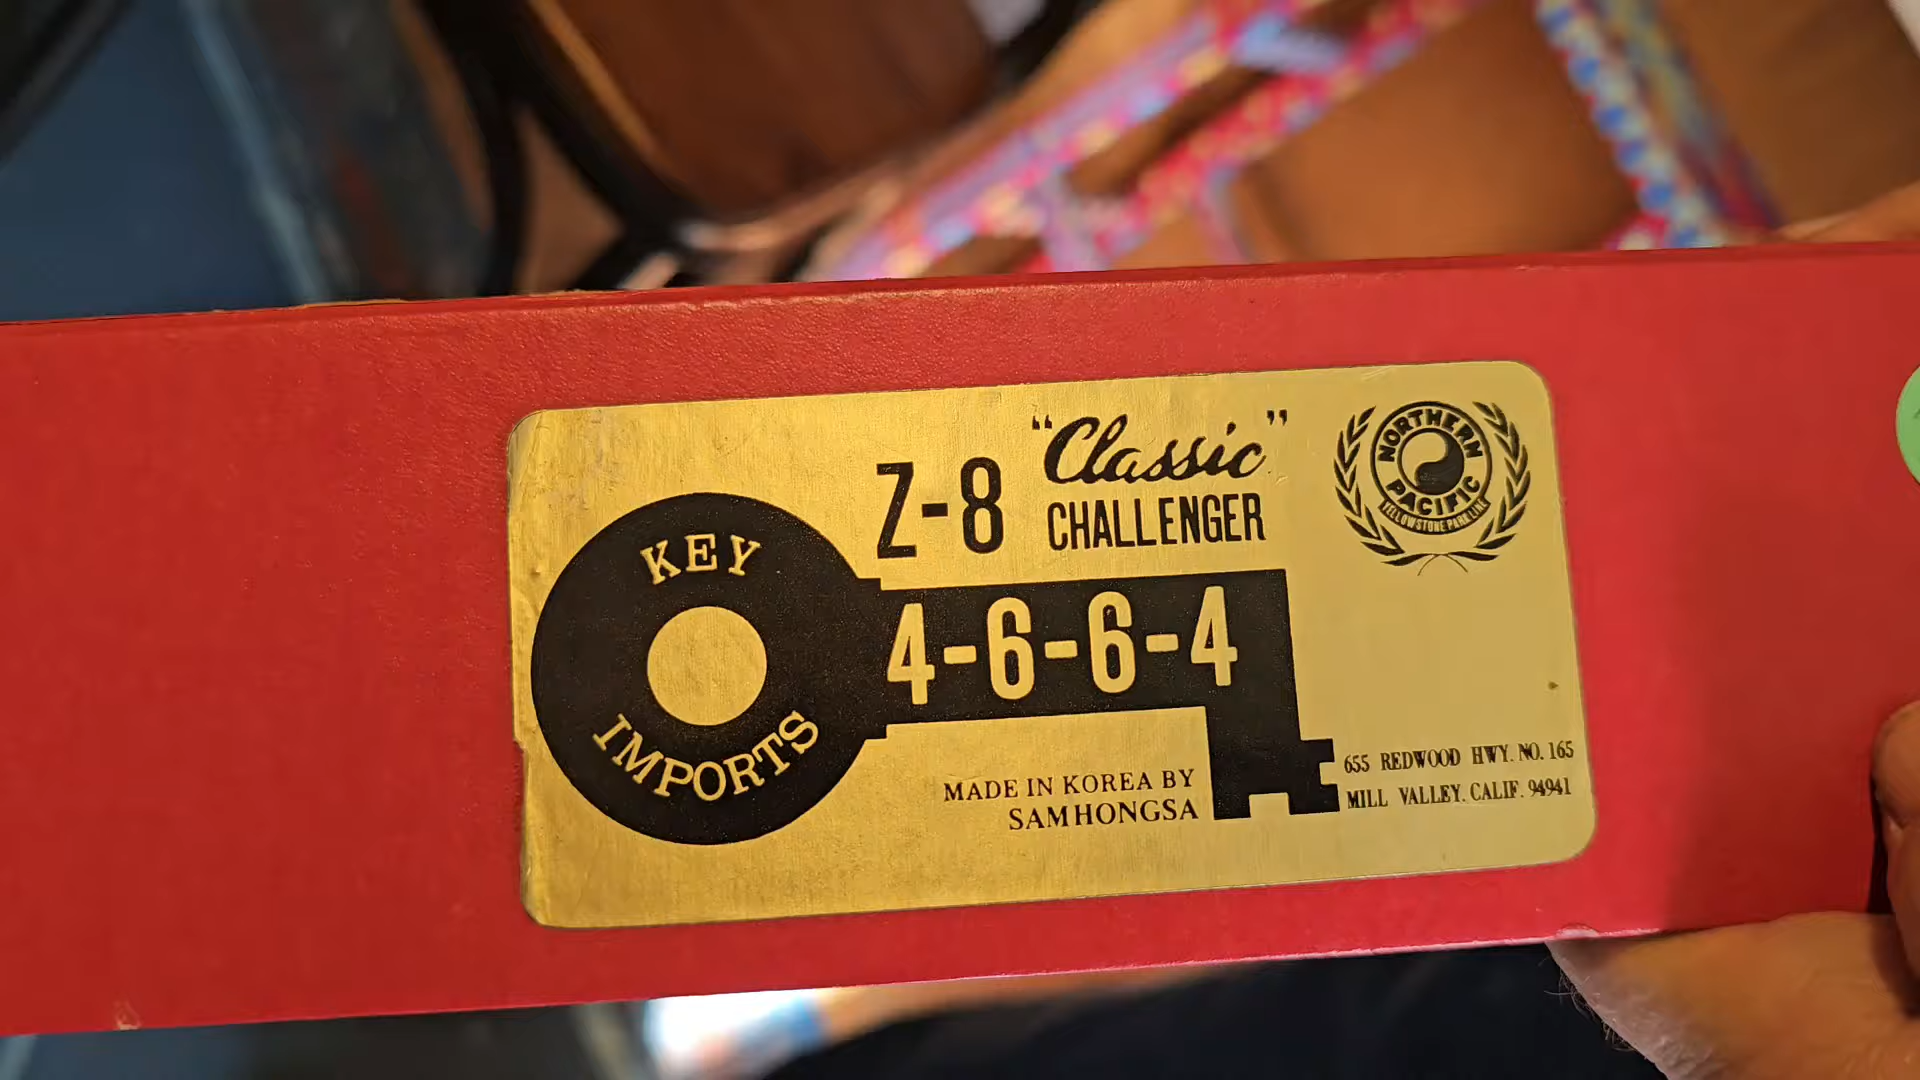 "Classic"
Z-8 CHALLENGER
NORTHERN
PACIFIC
YELLOWSTONE PARK LINE
KEY
IMPORTS
4-6-6-4
MADE IN KOREA BY
SAMHONGSA
655 REDWOOD HWY. NO. 165
MILL VALLEY. CALIF. 94941